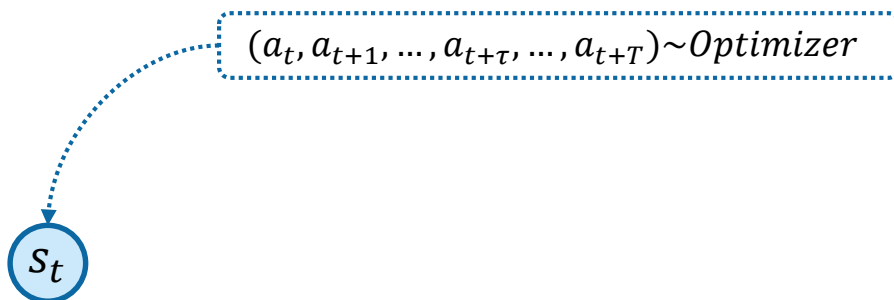 (a_t, a_{t+1}, … , a_{t+τ}, … , a_{t+T})~Optimizer
s_t